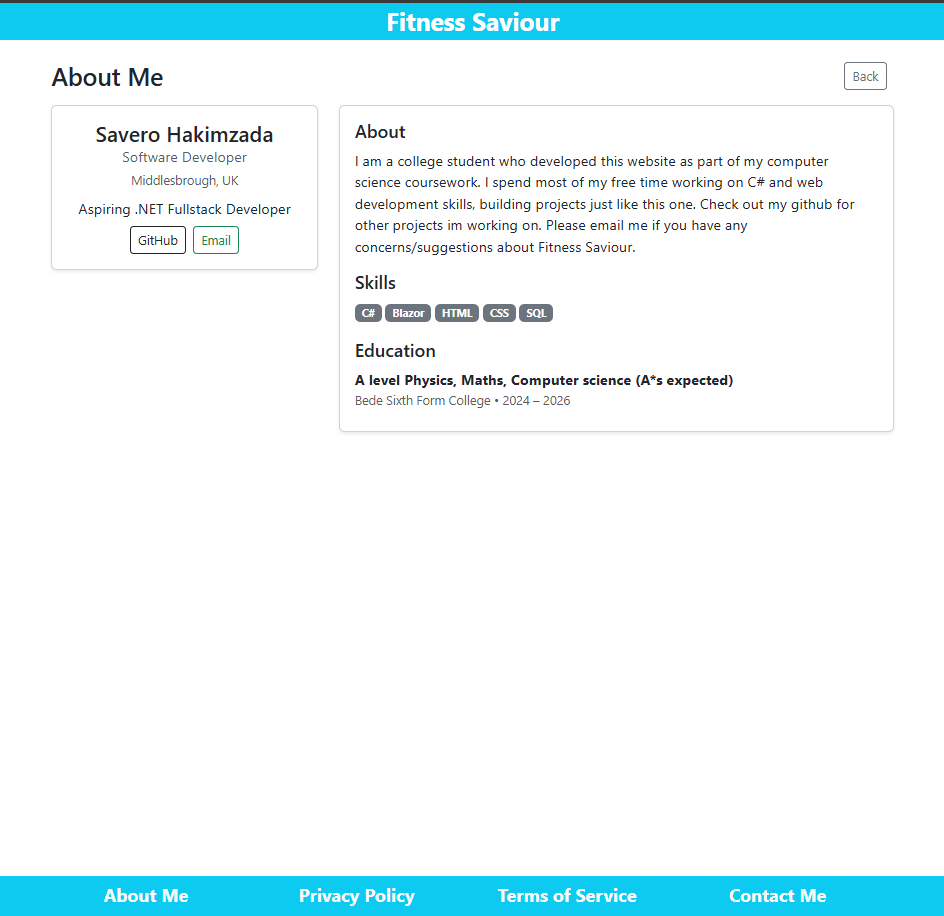 Fitness Saviour
About Me
Back
Savero Hakimzada
Software Developer
Middlesbrough, UK
Aspiring .NET Fullstack Developer
GitHub
Email
About
I am a college student who developed this website as part of my computer
science coursework. I spend most of my free time working on C# and web
development skills, building projects just like this one. Check out my github for
other projects im working on. Please email me if you have any
concerns/suggestions about Fitness Saviour.
Skills
C# Blazor HTML CSS SQL
Education
A level Physics, Maths, Computer science (A*s expected)
Bede Sixth Form College • 2024 – 2026
About Me Privacy Policy Terms of Service Contact Me